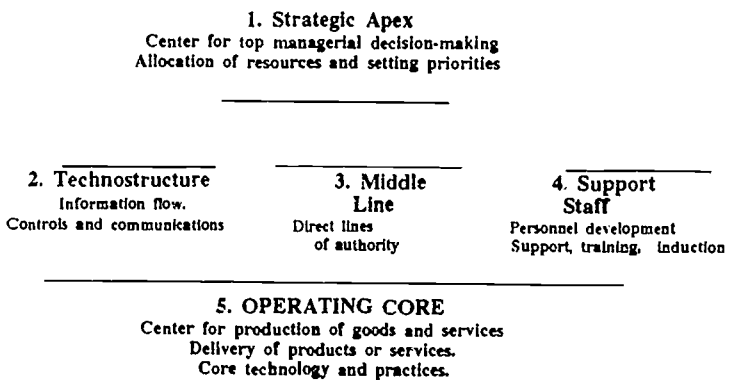 1. Strategic Apex
Center for top managerial decision-making
Allocation of resources and setting priorities
2. Technostructure
Information flow.
Controls and communications
3. Middle
Line
Direct lines
of authority
4. Support
Staff
Personnel development
Support, training, induction
5. OPERATING CORE
Center for production of goods and services
Delivery of products or services.
Core technology and practices.